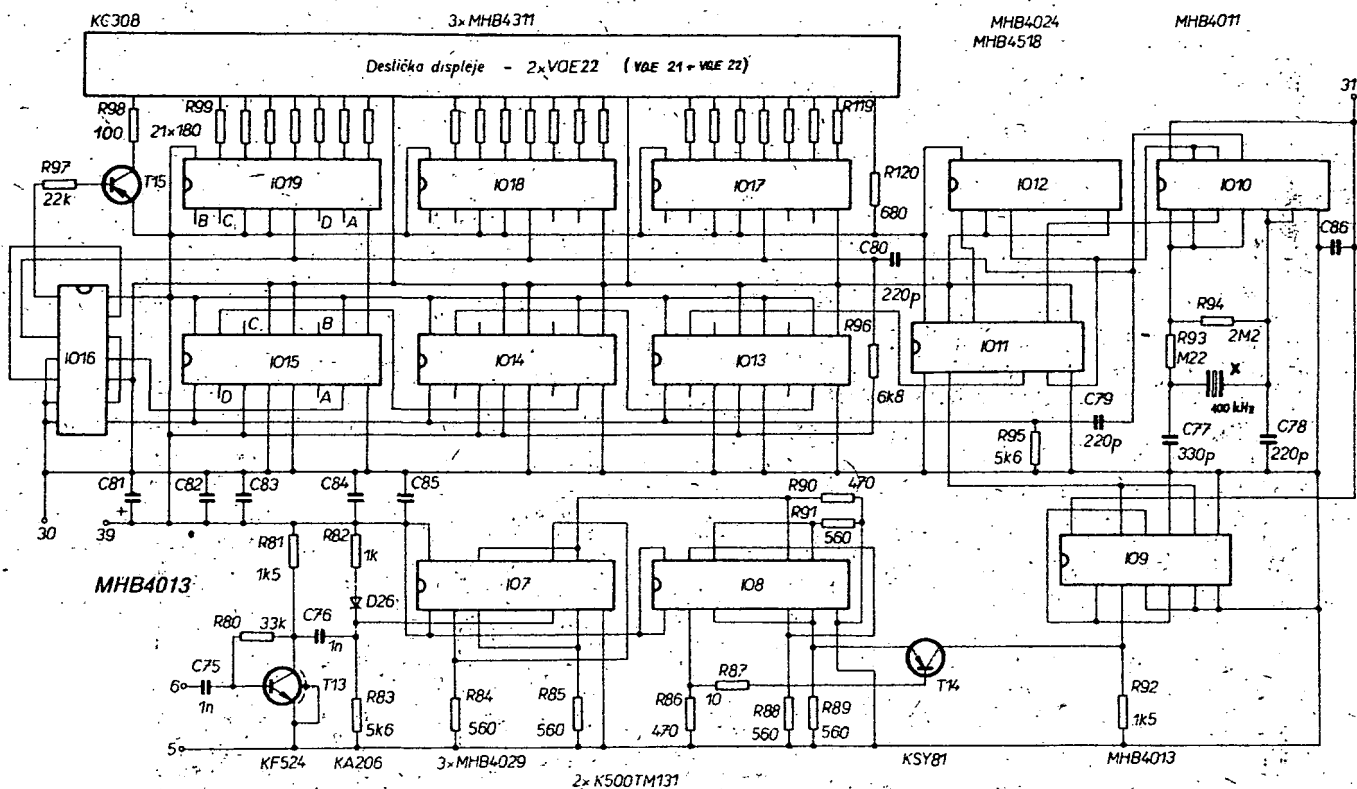 KC308 3×MHB4311 MHB4024 MHB4011
MHB4518
Destička displeje - 2×VQE22 (VQE 21 + VQE 22)
31
R98
100
R99
21×180
R119
R97
22k
T15
IO19
IO18
IO17
R120
680
IO12
IO10
B C D A
C80
220p
C86
IO16
C
B
IO15
IO14
IO13
R96
6k8
IO11
R94
2M2
R93
M22
X
400 kHz
D
A
C79
220p
R95
5k6
C77
330p
C78
220p
C81
+
C82
C83
C84
C85
R90
470
R91
560
30
39
R81
1k5
R82
1k
MHB4013
D26
IO7
IO8
IO9
R80
33k
C76
1n
C75
1n
6
T13
R83
5k6
R84
560
R85
560
R86
470
R87
10
R88
560
R89
560
T14
R92
1k5
5
KF524 KA206 3×MHB4029 KSY81 MHB4013
2×K500TM131